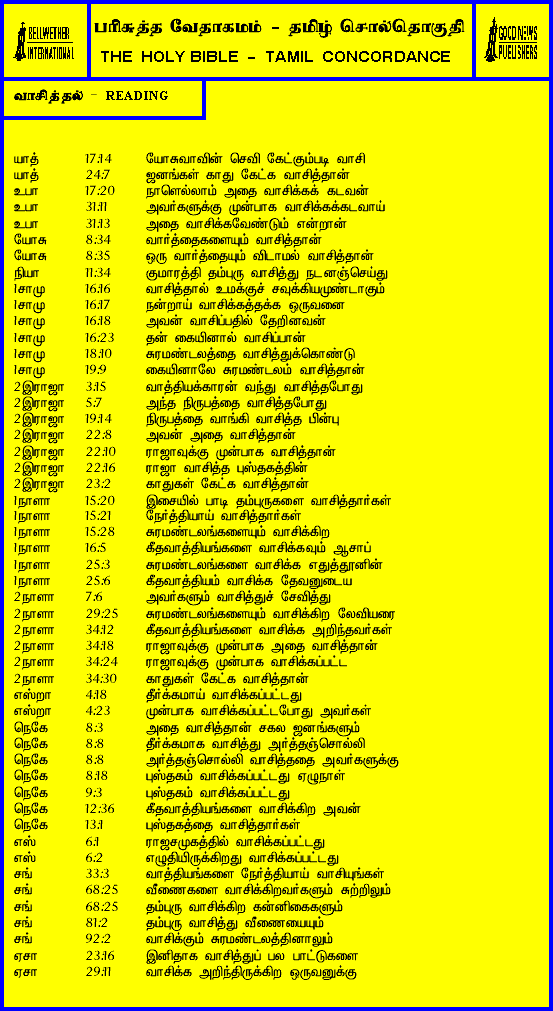 BELLWETHER INTERNATIONAL
பரிசுத்த வேதாகமம் - தமிழ் சொல்தொகுதி
THE HOLY BIBLE - TAMIL CONCORDANCE
GOOD NEWS PUBLISHERS
வாசித்தல் - READING
யாத் 17:14 யோசுவாவின் செவி கேட்கும்படி வாசி
யாத் 24:7 ஜனங்கள் காது கேட்க வாசித்தான்
உபா 17:20 நாளெல்லாம் அதை வாசிக்கக் கடவன்
உபா 31:11 அவர்களுக்கு முன்பாக வாசிக்கக்கடவாய்
உபா 31:13 அதை வாசிக்கவேண்டும் என்றான்
யோசு 8:34 வார்த்தைகளையும் வாசித்தான்
யோசு 8:35 ஒரு வார்த்தையும் விடாமல் வாசித்தான்
நியா 11:34 குமாரத்தி தம்புரு வாசித்து நடனஞ்செய்து
1சாமு 16:16 வாசித்தால் உமக்குச் சவுக்கியமுண்டாகும்
1சாமு 16:17 நன்றாய் வாசிக்கத்தக்க ஒருவனை
1சாமு 16:18 அவன் வாசிப்பதில் தேறினவன்
1சாமு 16:23 தன் கையினால் வாசிப்பான்
1சாமு 18:10 சுரமண்டலத்தை வாசித்துக்கொண்டு
1சாமு 19:9 கையினாலே சுரமண்டலம் வாசித்தான்
2இராஜா 3:15 வாத்தியக்காரன் வந்து வாசித்தபோது
2இராஜா 5:7 அந்த நிருபத்தை வாசித்தபோது
2இராஜா 19:14 நிருபத்தை வாங்கி வாசித்த பின்பு
2இராஜா 22:8 அவன் அதை வாசித்தான்
2இராஜா 22:10 ராஜாவுக்கு முன்பாக வாசித்தான்
2இராஜா 22:16 ராஜா வாசித்த புஸ்தகத்தின்
2இராஜா 23:2 காதுகள் கேட்க வாசித்தான்
1நாளா 15:20 இசையில் பாடி தம்புருகளை வாசித்தார்கள்
1நாளா 15:21 நேர்த்தியாய் வாசித்தார்கள்
1நாளா 15:28 சுரமண்டலங்களையும் வாசிக்கிற
1நாளா 16:5 கீதவாத்தியங்களை வாசிக்கவும் ஆசாப்
1நாளா 25:3 சுரமண்டலங்களை வாசிக்க எதுத்தூனின்
1நாளா 25:6 கீதவாத்தியம் வாசிக்க தேவனுடைய
2நாளா 7:6 அவர்களும் வாசித்துச் சேவித்து
2நாளா 29:25 சுரமண்டலங்களையும் வாசிக்கிற லேவியரை
2நாளா 34:12 கீதவாத்தியங்களை வாசிக்க அறிந்தவர்கள்
2நாளா 34:18 ராஜாவுக்கு முன்பாக அதை வாசித்தான்
2நாளா 34:24 ராஜாவுக்கு முன்பாக வாசிக்கப்பட்ட
2நாளா 34:30 காதுகள் கேட்க வாசித்தான்
எஸ்றா 4:18 தீர்க்கமாய் வாசிக்கப்பட்டது
எஸ்றா 4:23 முன்பாக வாசிக்கப்பட்டபோது அவர்கள்
நெகே 8:3 அதை வாசித்தான் சகல ஜனங்களும்
நெகே 8:8 தீர்க்கமாக வாசித்து அர்த்தஞ்சொல்லி
நெகே 8:8 அர்த்தஞ்சொல்லி வாசித்ததை அவர்களுக்கு
நெகே 8:18 புஸ்தகம் வாசிக்கப்பட்டது ஏழுநாள்
நெகே 9:3 புஸ்தகம் வாசிக்கப்பட்டது
நெகே 12:36 கீதவாத்தியங்களை வாசிக்கிற அவன்
நெகே 13:1 புஸ்தகத்தை வாசித்தார்கள்
எஸ் 6:1 ராஜசமுகத்தில் வாசிக்கப்பட்டது
எஸ் 6:2 எழுதியிருக்கிறது வாசிக்கப்பட்டது
சங் 33:3 வாத்தியங்களை நேர்த்தியாய் வாசியுங்கள்
சங் 68:25 வீணைகளை வாசிக்கிறவர்களும் சுற்றிலும்
சங் 68:25 தம்புரு வாசிக்கிற கன்னிகைகளும்
சங் 81:2 தம்புரு வாசித்து வீணையையும்
சங் 92:2 வாசிக்கும் சுரமண்டலத்தினாலும்
ஏசா 23:16 இனிதாக வாசித்துப் பல பாட்டுகளை
ஏசா 29:11 வாசிக்க அறிந்திருக்கிற ஒருவனுக்கு